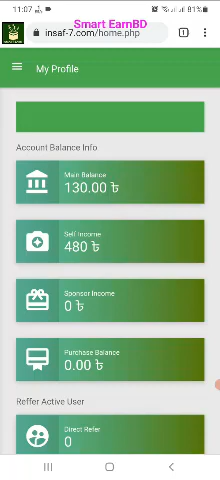 11:07
81%
Smart EarnBD
insaf-7.com/home.php
My Profile
Account Balance Info
Main Balance
130.00 ৳
Self Income
480 ৳
Sponsor Income
0 ৳
Purchase Balance
0.00 ৳
Reffer Active User
Direct Refer
0